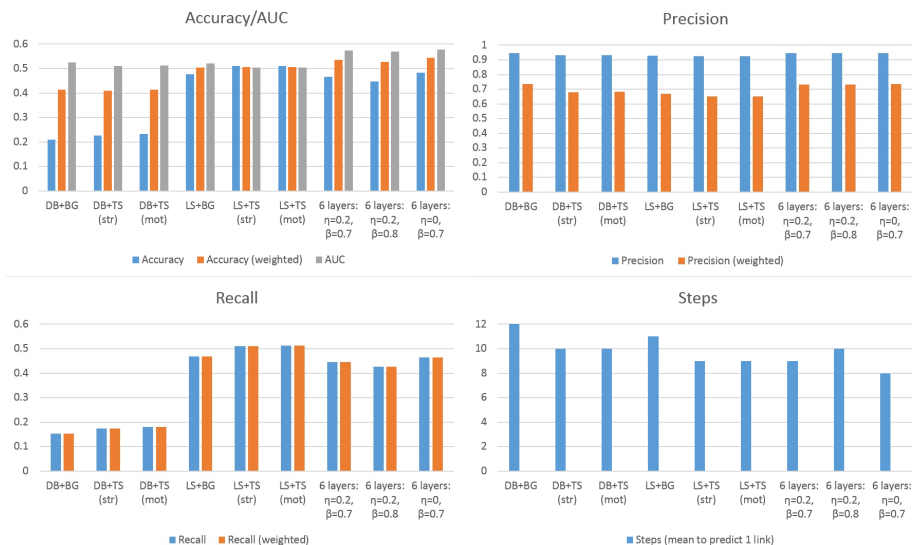 Accuracy/AUC
0.6
0.5
0.4
0.3
0.2
0.1
0
DB+BG DB+TS (str) DB+TS (mot) LS+BG LS+TS (str) LS+TS (mot) 6 layers: η=0.2, β=0.7 6 layers: η=0.2, β=0.8 6 layers: η=0, β=0.7
Accuracy Accuracy (weighted) AUC
Precision
1
0.9
0.8
0.7
0.6
0.5
0.4
0.3
0.2
0.1
0
DB+BG DB+TS (str) DB+TS (mot) LS+BG LS+TS (str) LS+TS (mot) 6 layers: η=0.2, β=0.7 6 layers: η=0.2, β=0.8 6 layers: η=0, β=0.7
Precision Precision (weighted)
Recall
0.6
0.5
0.4
0.3
0.2
0.1
0
DB+BG DB+TS (str) DB+TS (mot) LS+BG LS+TS (str) LS+TS (mot) 6 layers: η=0.2, β=0.7 6 layers: η=0.2, β=0.8 6 layers: η=0, β=0.7
Recall Recall (weighted)
Steps
12
10
8
6
4
2
0
DB+BG DB+TS (str) DB+TS (mot) LS+BG LS+TS (str) LS+TS (mot) 6 layers: η=0.2, β=0.7 6 layers: η=0.2, β=0.8 6 layers: η=0, β=0.7
Steps (mean to predict 1 link)